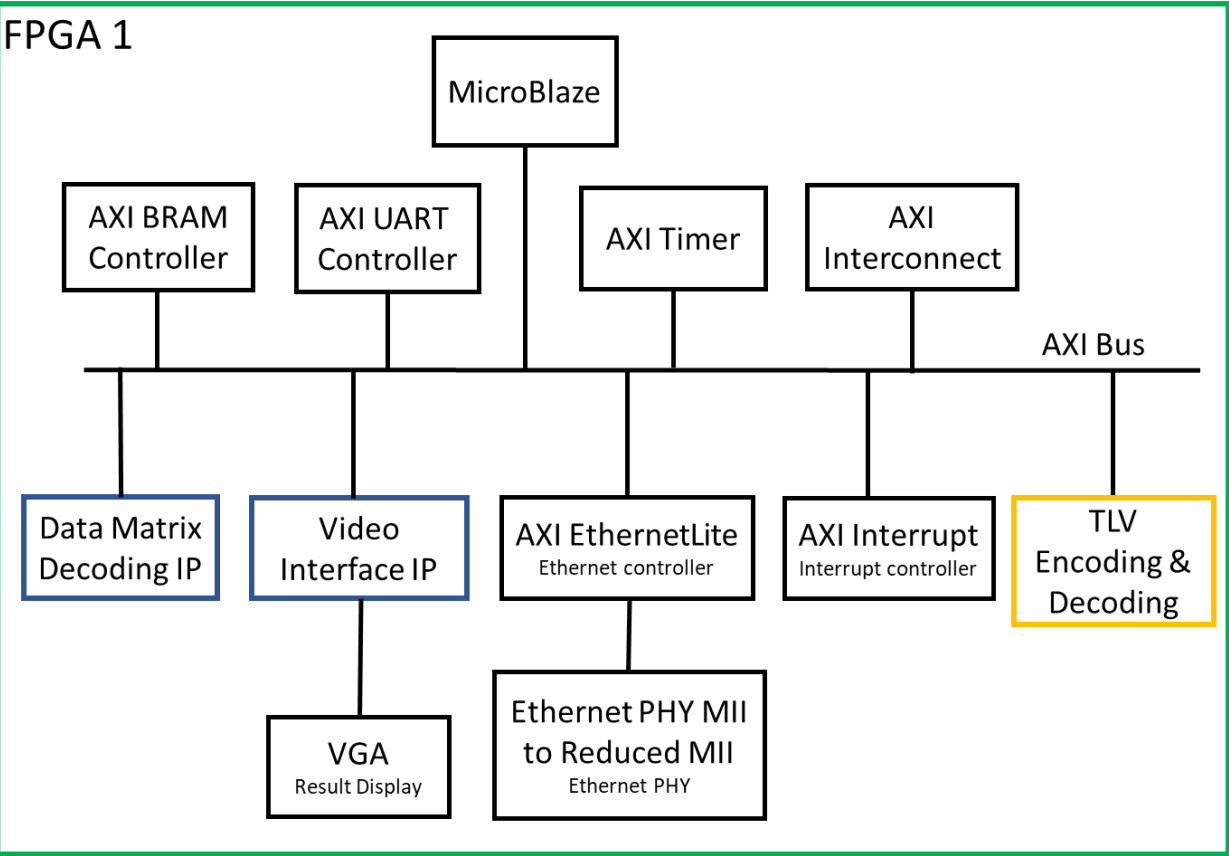 FPGA 1
MicroBlaze
AXI BRAM
Controller
AXI UART
Controller
AXI Timer
AXI
Interconnect
AXI Bus
Data Matrix
Decoding IP
Video
Interface IP
AXI EthernetLite
Ethernet controller
AXI Interrupt
Interrupt controller
TLV
Encoding &
Decoding
VGA
Result Display
Ethernet PHY MII
to Reduced MII
Ethernet PHY